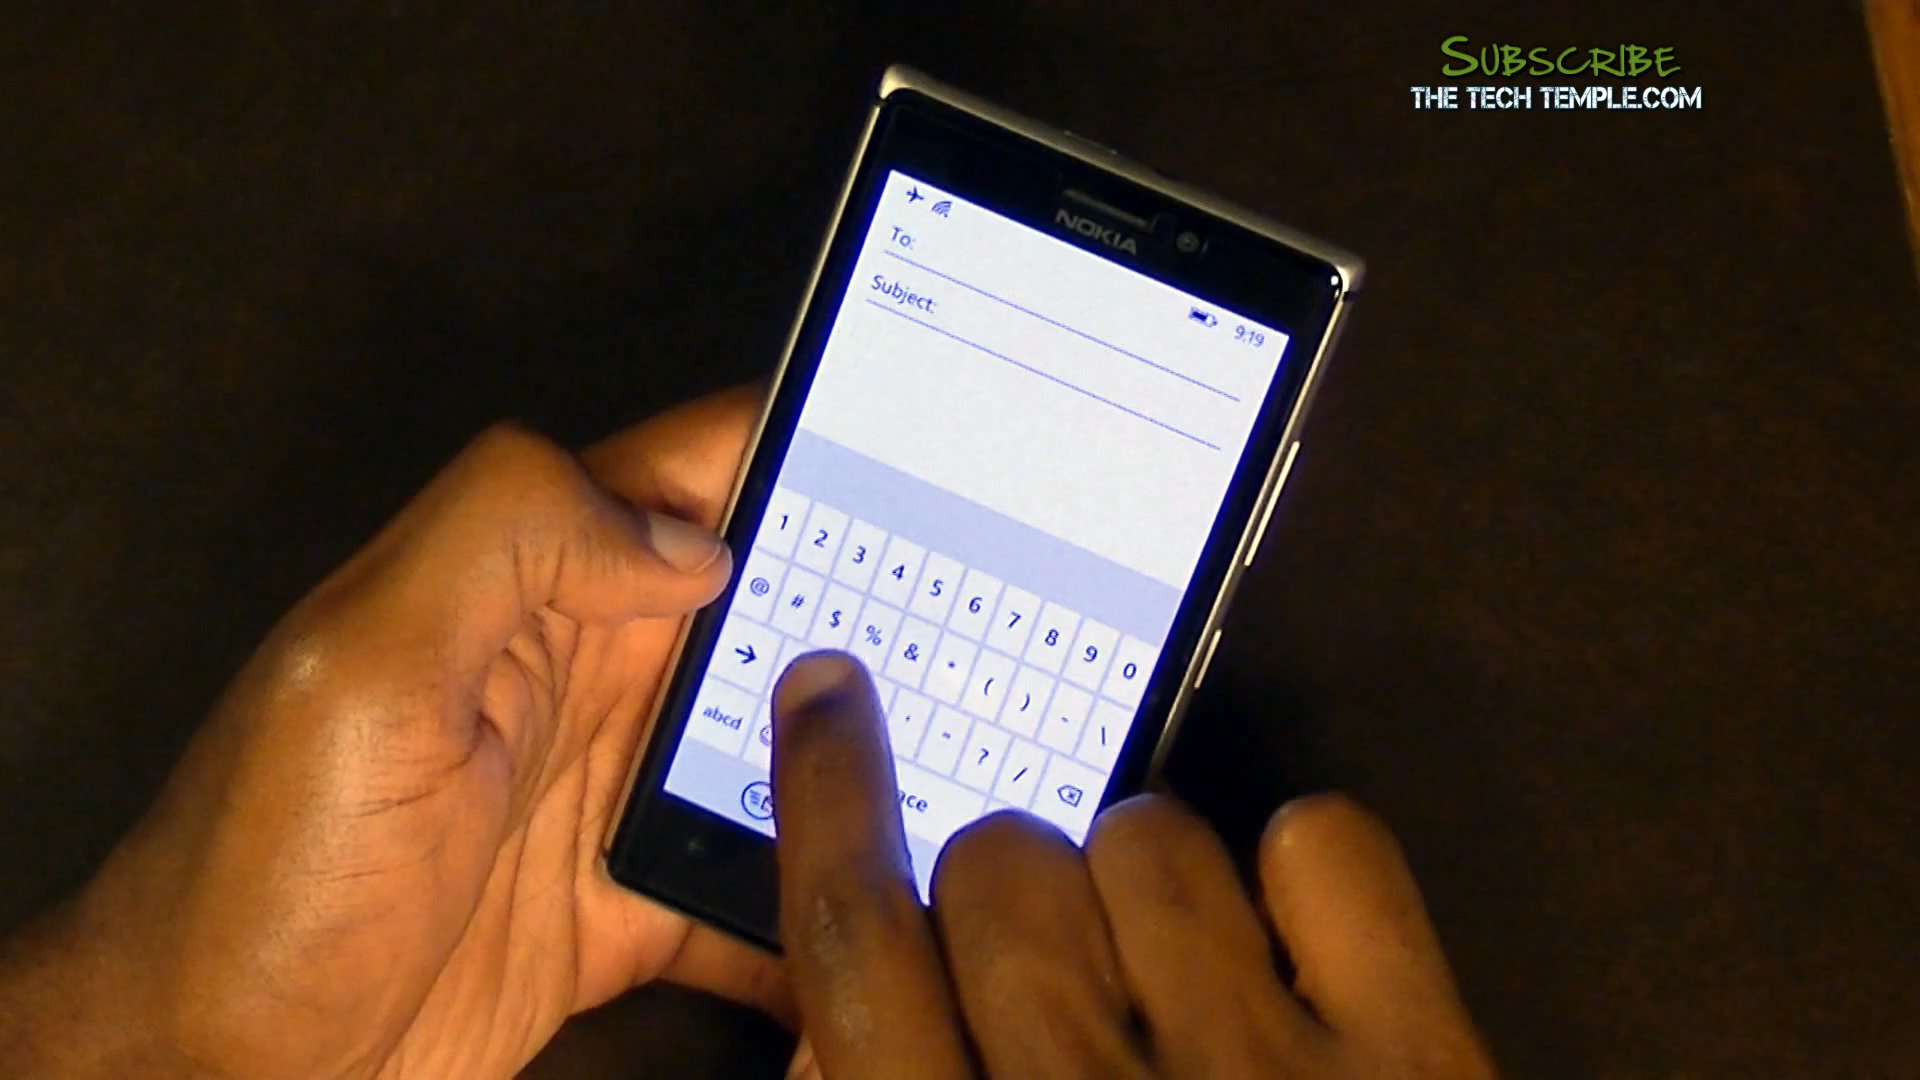 Subscribe
THE TECH TEMPLE.COM
NOKIA
9:19
To:
Subject:
1 2 3 4 5 6 7 8 9 0
@ # $ % & * ( ) - \
→ ' " ? /
abcd